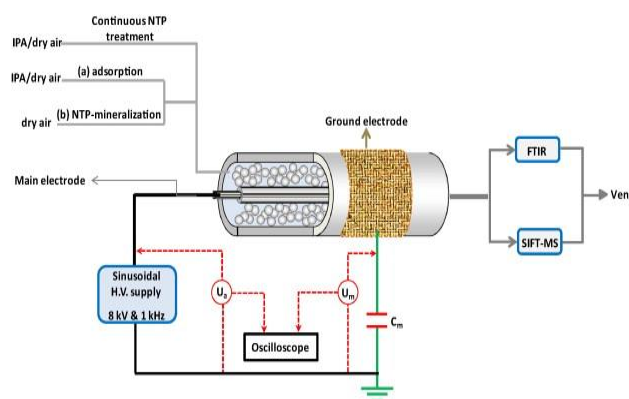 Continuous NTP
treatment
IPA/dry air
IPA/dry air
(a) adsorption
(b) NTP-mineralization
dry air
Ground electrode
FTIR
Main electrode
Ven
SIFT-MS
Sinusoidal
H.V. supply
8 kV & 1 kHz
Ua
Um
Cm
Oscilloscope